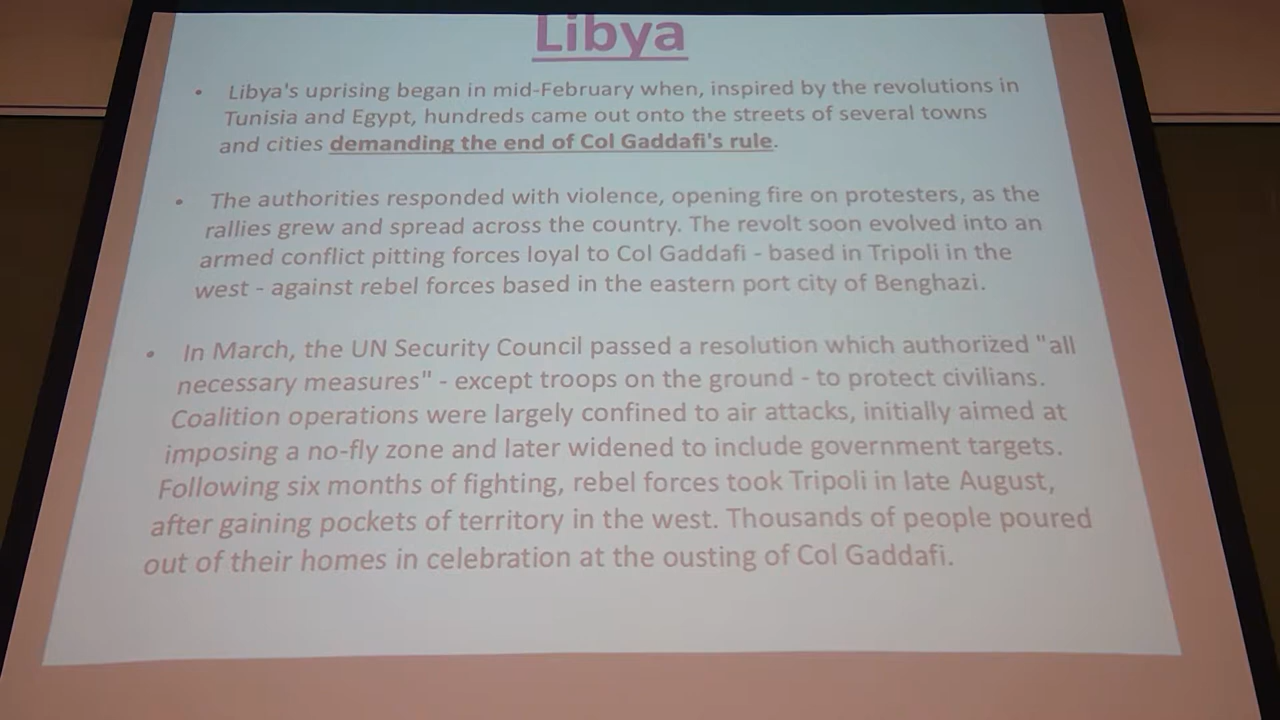 Libya
• Libya's uprising began in mid-February when, inspired by the revolutions in
Tunisia and Egypt, hundreds came out onto the streets of several towns
and cities demanding the end of Col Gaddafi's rule.
• The authorities responded with violence, opening fire on protesters, as the
rallies grew and spread across the country. The revolt soon evolved into an
armed conflict pitting forces loyal to Col Gaddafi - based in Tripoli in the
west - against rebel forces based in the eastern port city of Benghazi.
• In March, the UN Security Council passed a resolution which authorized "all
necessary measures" - except troops on the ground - to protect civilians.
Coalition operations were largely confined to air attacks, initially aimed at
imposing a no-fly zone and later widened to include government targets.
Following six months of fighting, rebel forces took Tripoli in late August,
after gaining pockets of territory in the west. Thousands of people poured
out of their homes in celebration at the ousting of Col Gaddafi.